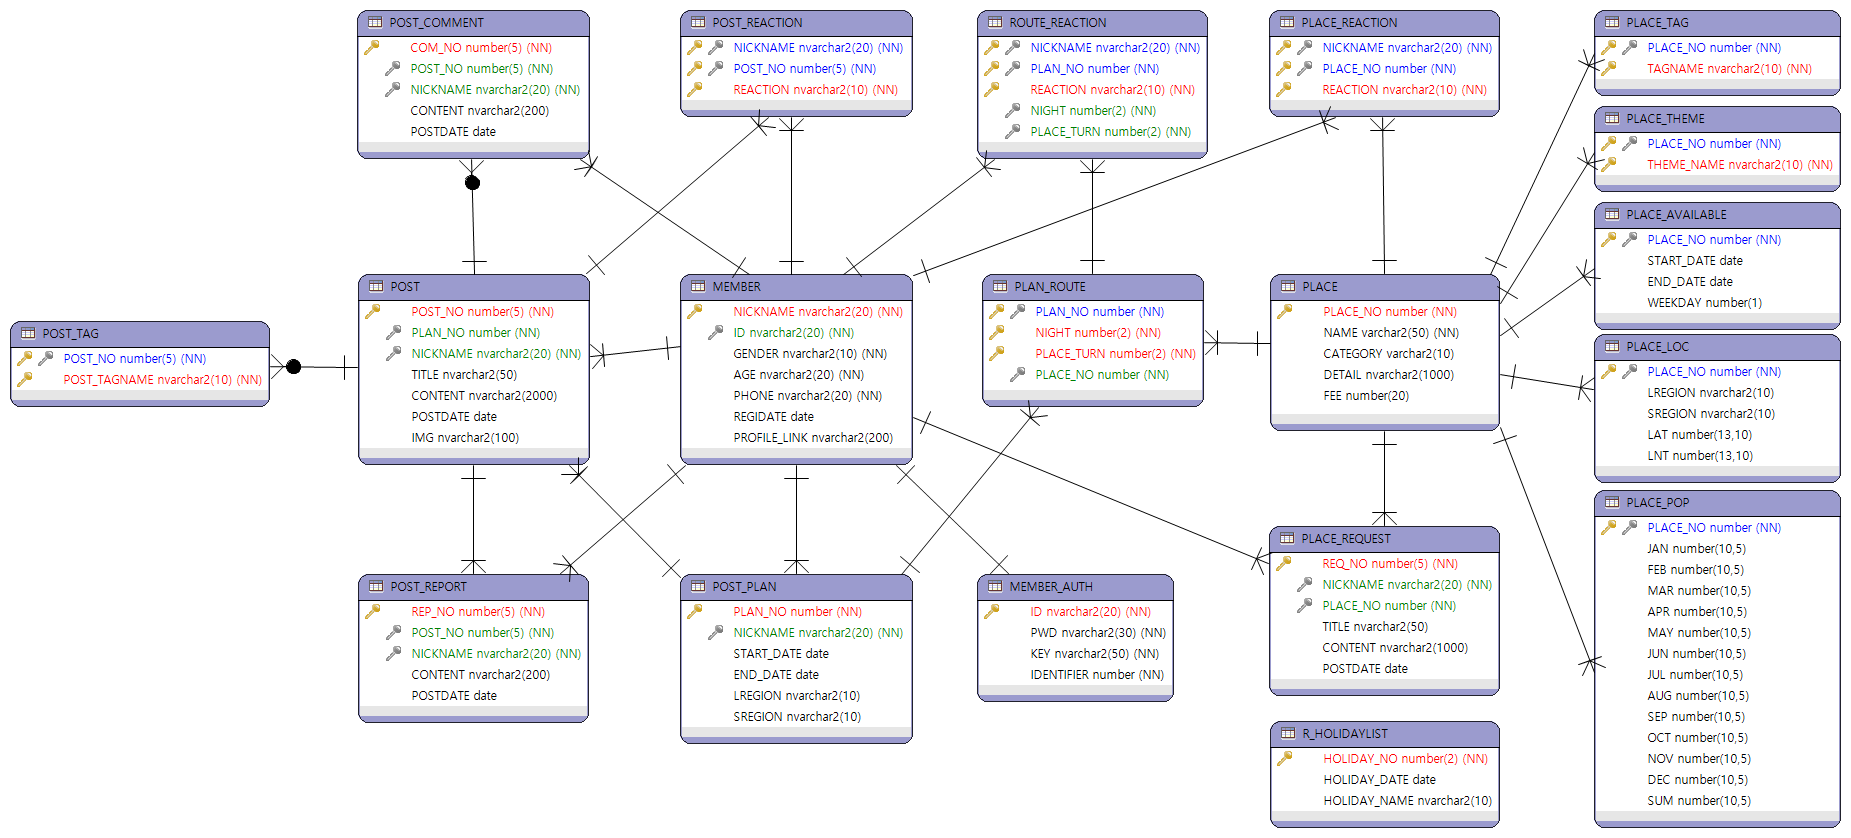 POST_COMMENT
COM_NO number(5) (NN)
POST_NO number(5) (NN)
NICKNAME nvarchar2(20) (NN)
CONTENT nvarchar2(200)
POSTDATE date
POST_REACTION
NICKNAME nvarchar2(20) (NN)
POST_NO number(5) (NN)
REACTION nvarchar2(10) (NN)
ROUTE_REACTION
NICKNAME nvarchar2(20) (NN)
PLAN_NO number (NN)
REACTION nvarchar2(10) (NN)
NIGHT number(2) (NN)
PLACE_TURN number(2) (NN)
PLACE_REACTION
NICKNAME nvarchar2(20) (NN)
PLACE_NO number (NN)
REACTION nvarchar2(10) (NN)
PLACE_TAG
PLACE_NO number (NN)
TAGNAME nvarchar2(10) (NN)
PLACE_THEME
PLACE_NO number (NN)
THEME_NAME nvarchar2(10) (NN)
PLACE_AVAILABLE
PLACE_NO number (NN)
START_DATE date
END_DATE date
WEEKDAY number(1)
POST_TAG
POST_NO number(5) (NN)
POST_TAGNAME nvarchar2(10) (NN)
POST
POST_NO number(5) (NN)
PLAN_NO number (NN)
NICKNAME nvarchar2(20) (NN)
TITLE nvarchar2(50)
CONTENT nvarchar2(2000)
POSTDATE date
IMG nvarchar2(100)
MEMBER
NICKNAME nvarchar2(20) (NN)
ID nvarchar2(20) (NN)
GENDER nvarchar2(10) (NN)
AGE nvarchar2(20) (NN)
PHONE nvarchar2(20) (NN)
REGIDATE date
PROFILE_LINK nvarchar2(200)
PLAN_ROUTE
PLAN_NO number (NN)
NIGHT number(2) (NN)
PLACE_TURN number(2) (NN)
PLACE_NO number (NN)
PLACE
PLACE_NO number (NN)
NAME varchar2(50) (NN)
CATEGORY varchar2(10)
DETAIL nvarchar2(1000)
FEE number(20)
PLACE_LOC
PLACE_NO number (NN)
LREGION nvarchar2(10)
SREGION nvarchar2(10)
LAT number(13,10)
LNT number(13,10)
POST_REPORT
REP_NO number(5) (NN)
POST_NO number(5) (NN)
NICKNAME nvarchar2(20) (NN)
CONTENT nvarchar2(200)
POSTDATE date
POST_PLAN
PLAN_NO number (NN)
NICKNAME nvarchar2(20) (NN)
START_DATE date
END_DATE date
LREGION nvarchar2(10)
SREGION nvarchar2(10)
MEMBER_AUTH
ID nvarchar2(20) (NN)
PWD nvarchar2(30) (NN)
KEY nvarchar2(50) (NN)
IDENTIFIER number (NN)
PLACE_REQUEST
REQ_NO number(5) (NN)
NICKNAME nvarchar2(20) (NN)
PLACE_NO number (NN)
TITLE nvarchar2(50)
CONTENT nvarchar2(1000)
POSTDATE date
R_HOLIDAYLIST
HOLIDAY_NO number(2) (NN)
HOLIDAY_DATE date
HOLIDAY_NAME nvarchar2(10)
PLACE_POP
PLACE_NO number (NN)
JAN number(10,5)
FEB number(10,5)
MAR number(10,5)
APR number(10,5)
MAY number(10,5)
JUN number(10,5)
JUL number(10,5)
AUG number(10,5)
SEP number(10,5)
OCT number(10,5)
NOV number(10,5)
DEC number(10,5)
SUM number(10,5)